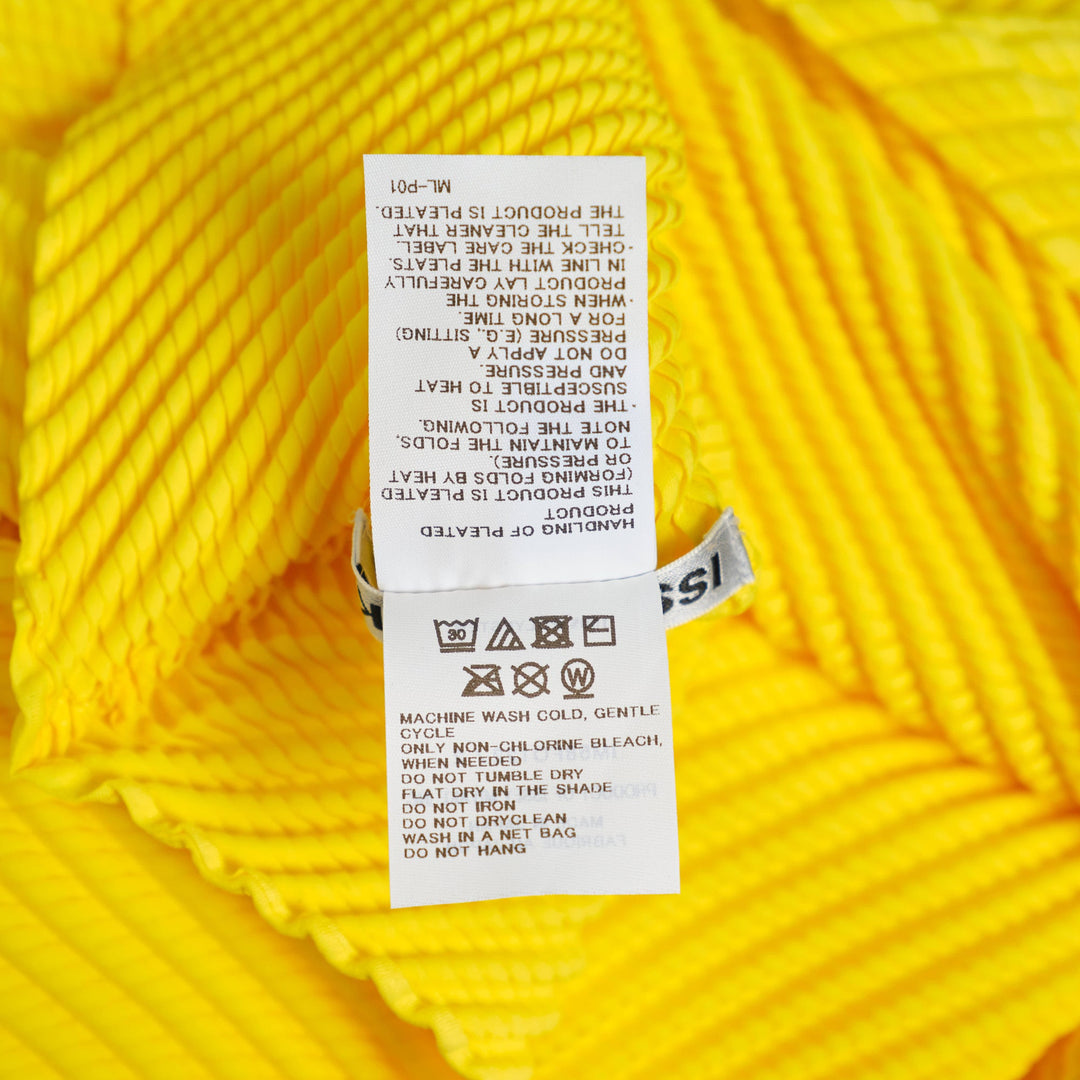 HANDLING OF PLEATED
PRODUCT
THIS PRODUCT IS PLEATED
(FORMING FOLDS BY HEAT
OR PRESSURE).
TO MAINTAIN THE FOLDS,
NOTE THE FOLLOWING.
·THE PRODUCT IS
SUSCEPTIBLE TO HEAT
AND PRESSURE.
DO NOT APPLY A
PRESSURE (E.G., SITTING)
FOR A LONG TIME.
·WHEN STORING THE
PRODUCT LAY CAREFULLY
IN LINE WITH THE PLEATS.
·CHECK THE CARE LABEL.
TELL THE CLEANER THAT
THE PRODUCT IS PLEATED.
ML-P01
SSI
30
W
MACHINE WASH COLD, GENTLE
CYCLE
ONLY NON-CHLORINE BLEACH,
WHEN NEEDED
DO NOT TUMBLE DRY
FLAT DRY IN THE SHADE
DO NOT IRON
DO NOT DRYCLEAN
WASH IN A NET BAG
DO NOT HANG